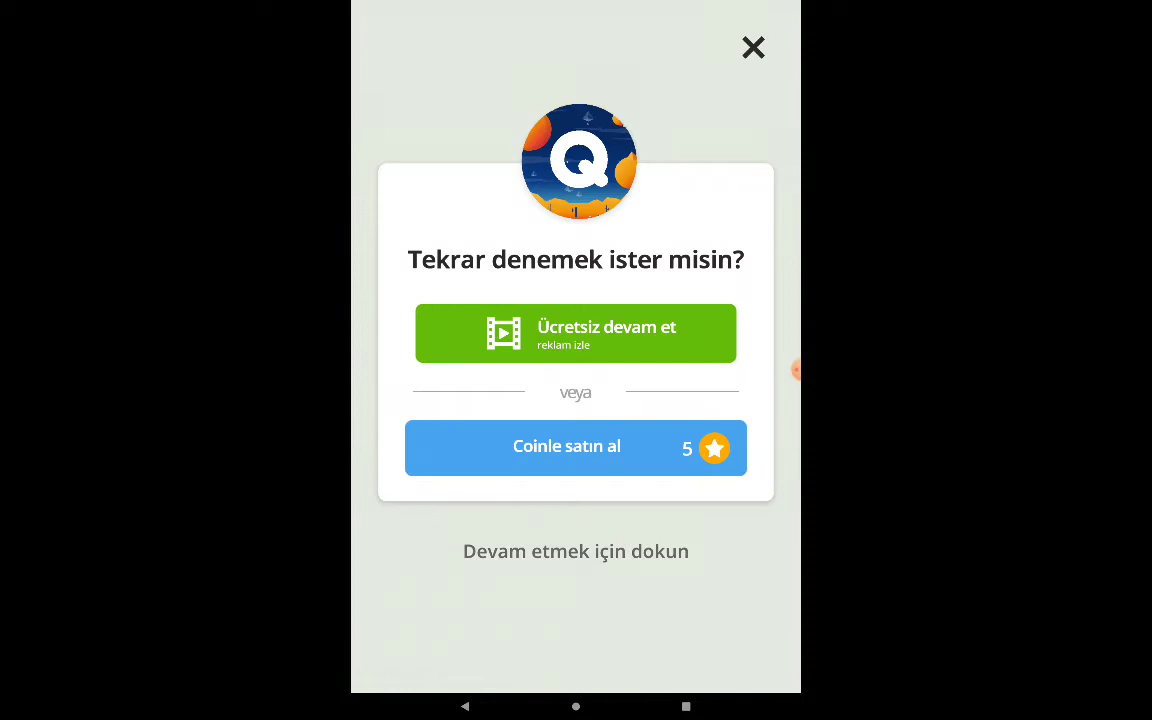 Q
Tekrar denemek ister misin?
Ücretsiz devam et
reklam izle
veya
Coinle satın al 5
Devam etmek için dokun